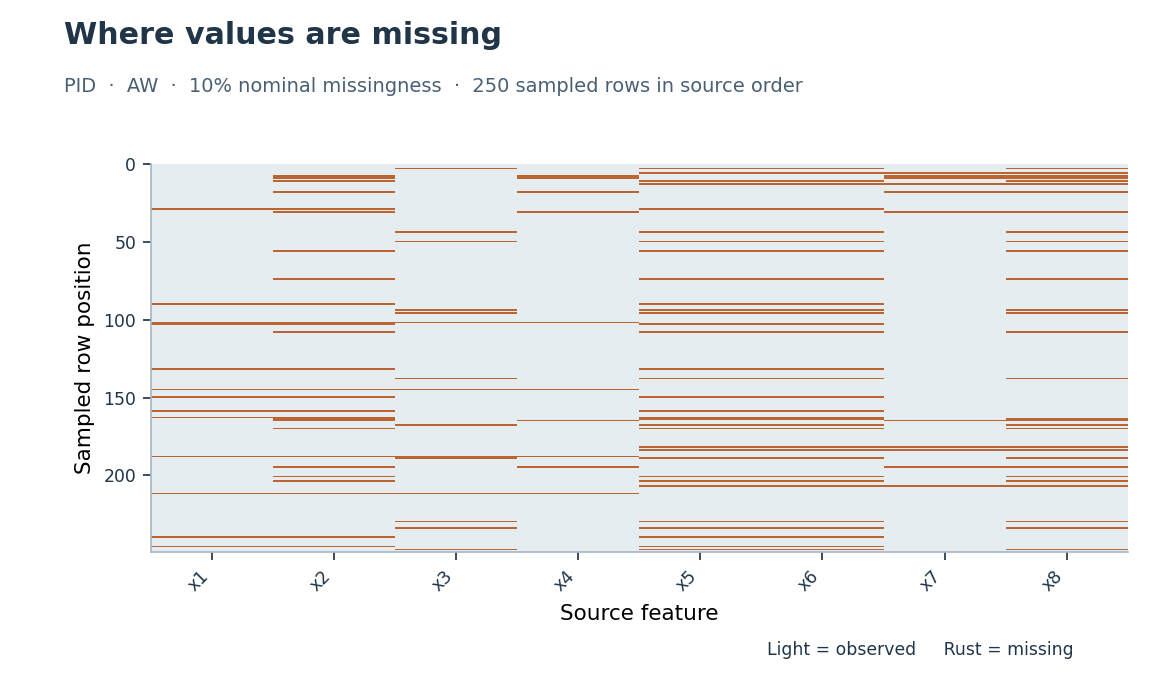 Where values are missing
PID · AW · 10% nominal missingness · 250 sampled rows in source order
0
50
100
150
200
Sampled row position
x1 x2 x3 x4 x5 x6 x7 x8
Source feature
Light = observed Rust = missing